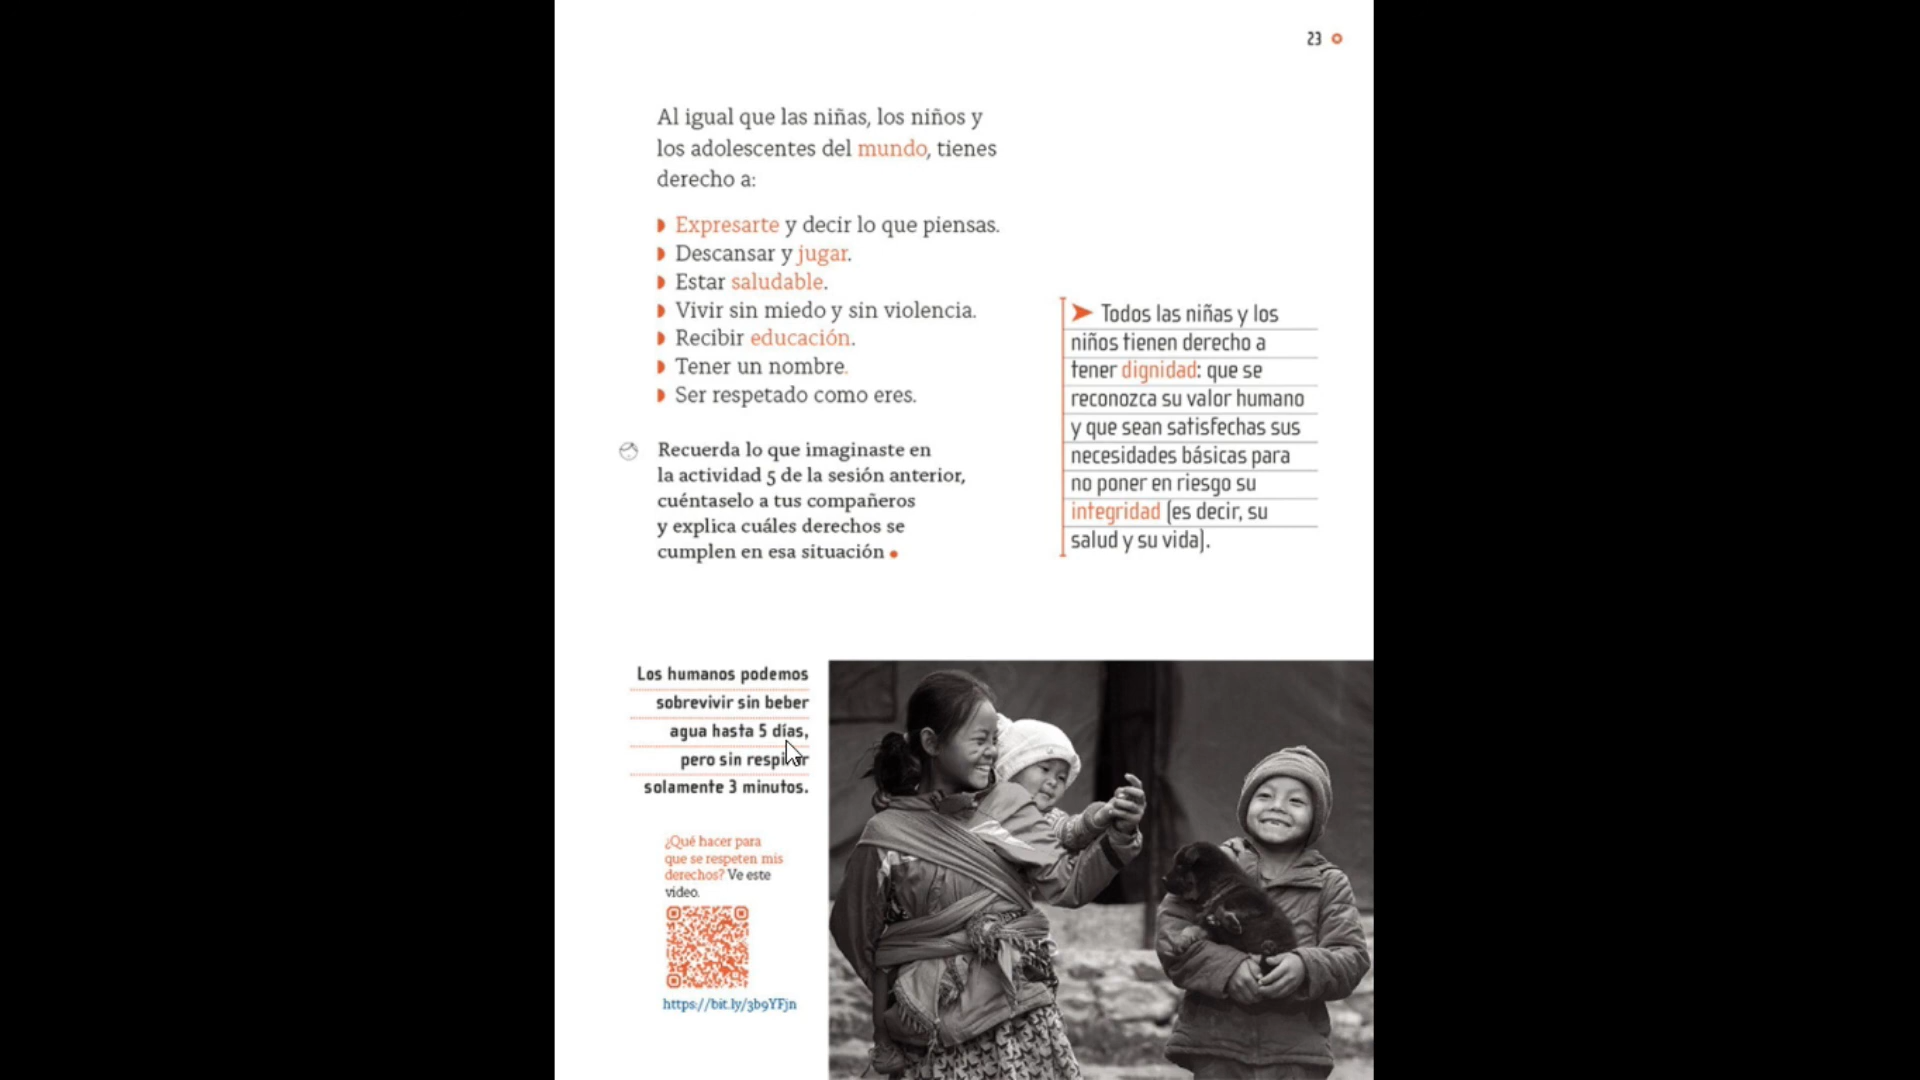 23
Al igual que las niñas, los niños y
los adolescentes del mundo, tienes
derecho a:
Expresarte y decir lo que piensas.
Descansar y jugar.
Estar saludable.
Vivir sin miedo y sin violencia.
Recibir educación.
Tener un nombre.
Ser respetado como eres.
Recuerda lo que imaginaste en
la actividad 5 de la sesión anterior,
cuéntaselo a tus compañeros
y explica cuáles derechos se
cumplen en esa situación
Todos las niñas y los
niños tienen derecho a
tener dignidad: que se
reconozca su valor humano
y que sean satisfechas sus
necesidades básicas para
no poner en riesgo su
integridad (es decir, su
salud y su vida).
Los humanos podemos
sobrevivir sin beber
agua hasta 5 días,
pero sin respirar
solamente 3 minutos.
¿Qué hacer para
que se respeten mis
derechos? Ve este
video.
https://bit.ly/3b9YFjn